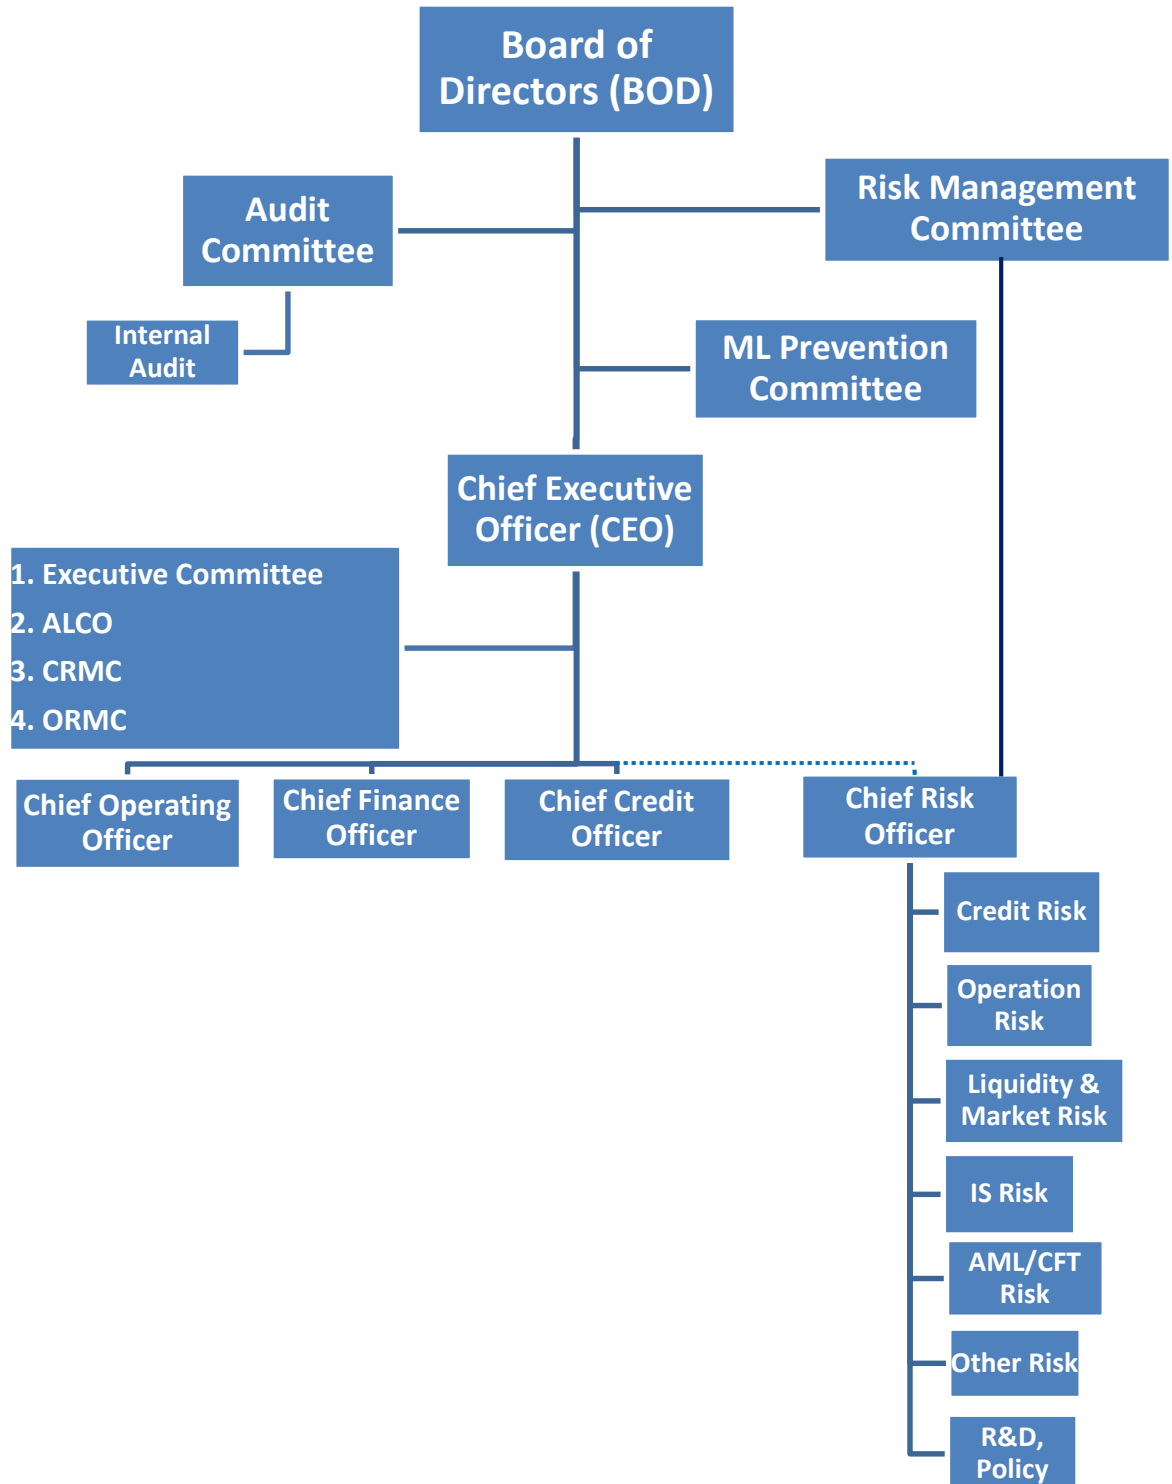 Board of
Directors (BOD)
Audit
Committee
Risk Management
Committee
Internal
Audit
ML Prevention
Committee
Chief Executive
Officer (CEO)
1. Executive Committee
2. ALCO
3. CRMC
4. ORMC
Chief Operating
Officer
Chief Finance
Officer
Chief Credit
Officer
Chief Risk
Officer
Credit Risk
Operation
Risk
Liquidity &
Market Risk
IS Risk
AML/CFT
Risk
Other Risk
R&D,
Policy